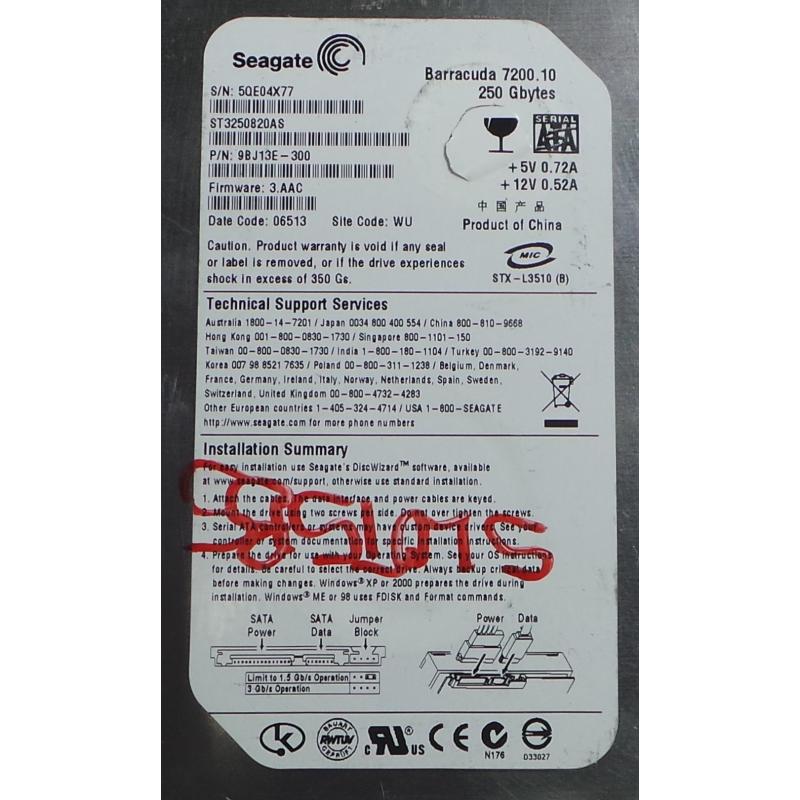 Seagate
Barracuda 7200.10
250 Gbytes
S/N: 5QE04X77
ST3250820AS
P/N: 9BJ13E-300
Firmware: 3.AAC
Date Code: 06513 Site Code: WU
SERIAL
ATA
+5V 0.72A
+12V 0.52A
中国产品
Product of China
Caution. Product warranty is void if any seal
or label is removed, or if the drive experiences
shock in excess of 350 Gs.
MIC
STX-L3510 (B)
Technical Support Services
Australia 1800-14-7201 / Japan 0034 800 400 554 / China 800-810-9668
Hong Kong 001-800-0830-1730 / Singapore 800-1101-150
Taiwan 00-800-0830-1730 / India 1-800-180-1104 / Turkey 00-800-3192-9140
Korea 007 98 8521 7635 / Poland 00-800-311-1238 / Belgium, Denmark,
France, Germany, Ireland, Italy, Norway, Netherlands, Spain, Sweden,
Switzerland, United Kingdom 00-800-4732-4283
Other European countries 1-405-324-4714 / USA 1-800-SEAGATE
http://www.seagate.com for more phone numbers
Installation Summary
For easy installation use Seagate's DiscWizard™ software, available
at www.seagate.com/support, otherwise use standard installation.
1. Attach the cables. The data interface and power cables are keyed.
2. Mount the drive using two screws per side. Do not over tighten the screws.
3. Serial ATA controllers or systems may have custom device drivers. See your
controller or system documentation for specific installation instructions.
4. Prepare the drive for use with your Operating System. See your OS instructions
for details. Be careful to select the correct drive. Always backup critical data
before making changes. Windows® XP or 2000 prepares the drive during
installation. Windows® ME or 98 uses FDISK and Format commands.
SATA Power
SATA Data
Jumper Block
Limit to 1.5 Gb/s Operation
3 Gb/s Operation
Power Data
BAUART
RWTUV
GEPRÜFT
c UR® US
CE
N176
D33027